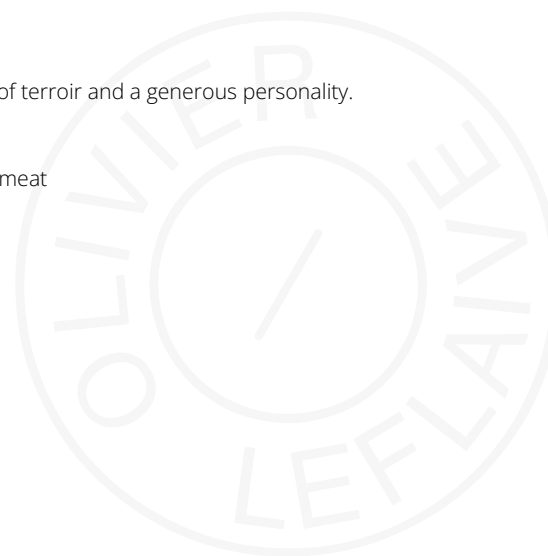 of terroir and a generous personality.
meat
OLIVIER
LEFLAIVE